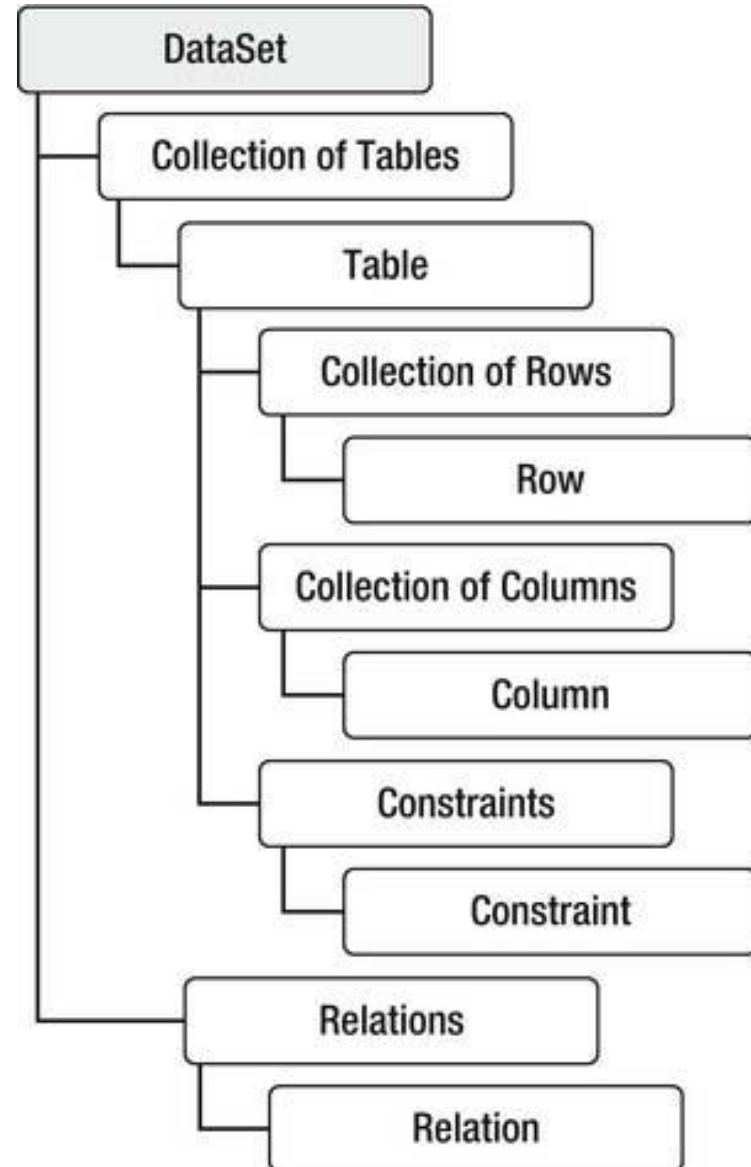 DataSet
Collection of Tables
Table
Collection of Rows
Row
Collection of Columns
Column
Constraints
Constraint
Relations
Relation